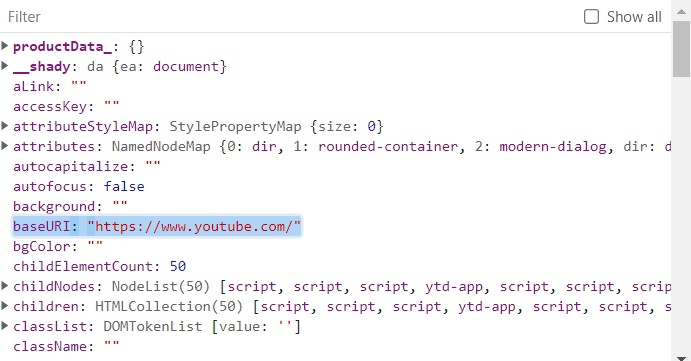 Filter Show all
productData_: {}
__shady: da {ea: document}
aLink: ""
accessKey: ""
attributeStyleMap: StylePropertyMap {size: 0}
attributes: NamedNodeMap {0: dir, 1: rounded-container, 2: modern-dialog, dir: d
autocapitalize: ""
autofocus: false
background: ""
baseURI: "https://www.youtube.com/"
bgColor: ""
childElementCount: 50
childNodes: NodeList(50) [script, script, script, ytd-app, script, script, scrip
children: HTMLCollection(50) [script, script, script, ytd-app, script, script, s
classList: DOMTokenList [value: '']
className: ""